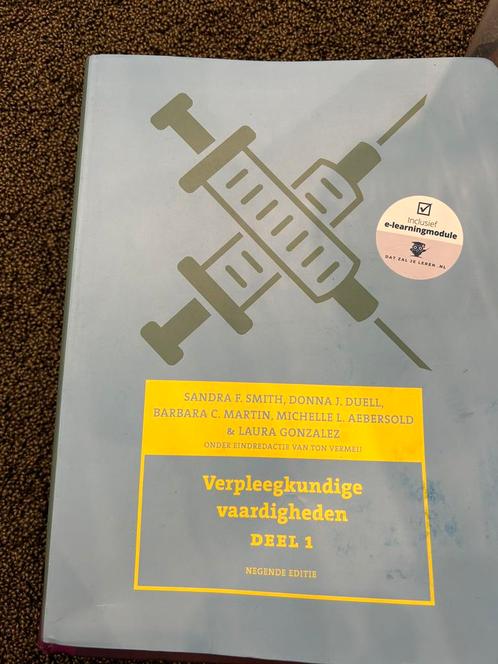 Inclusief
e-learningmodule
DAT ZAL JE LEREN .NL
SANDRA F. SMITH, DONNA J. DUELL,
BARBARA C. MARTIN, MICHELLE L. AEBERSOLD
& LAURA GONZALEZ
ONDER EINDREDACTIE VAN TON VERMEIJ
Verpleegkundige
vaardigheden
DEEL 1
NEGENDE EDITIE